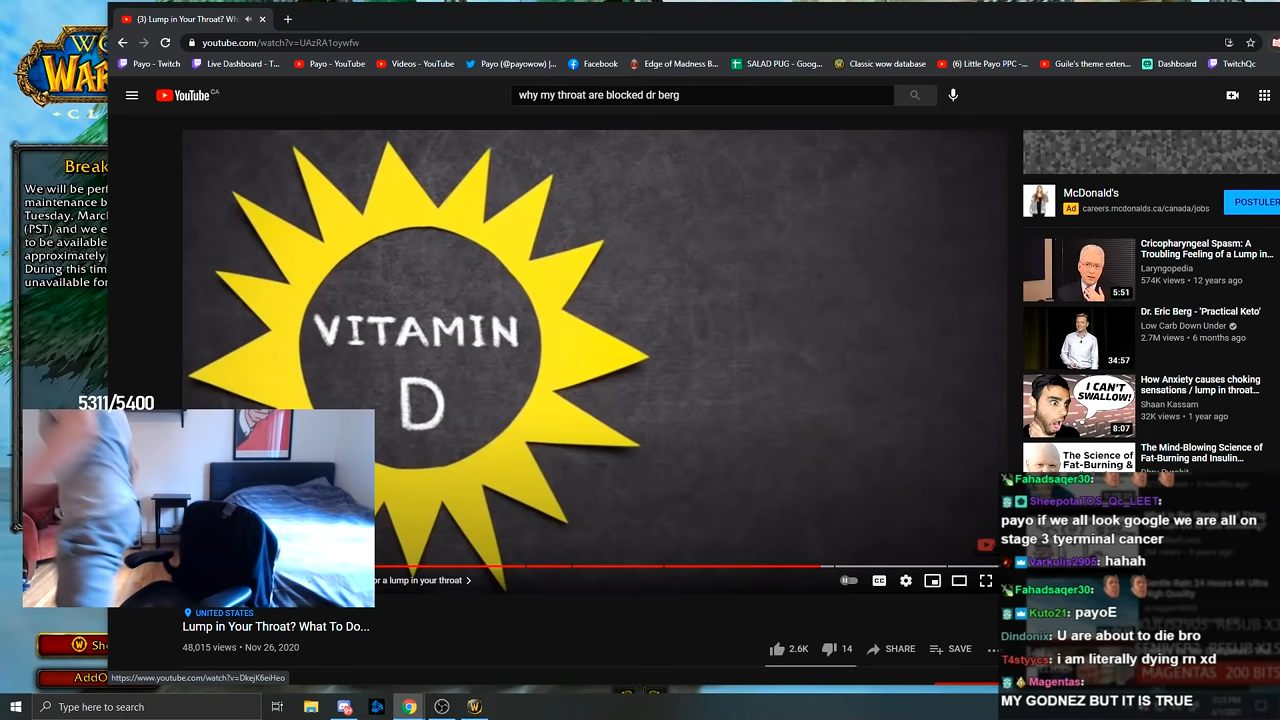 (3) Lump in Your Throat? Wh
youtube.com/watch?v=UAzRA1oywfw
Payo - Twitch
Live Dashboard - T...
Payo - YouTube
Videos - YouTube
Payo (@payowow) |...
Facebook
Edge of Madness B...
SALAD PUG - Goog...
Classic wow database
(6) Little Payo PPC -...
Guile's theme exten...
Dashboard
TwitchQc
YouTube CA
why my throat are blocked dr berg
WO
WAR
CL
Break
We will be perf
maintenance b
Tuesday, March
(PST) and we e
to be available
approximately
During this tim
unavailable for
VITAMIN
D
5311/5400
or a lump in your throat
CC
UNITED STATES
Lump in Your Throat? What To Do...
48,015 views • Nov 26, 2020
2.6K
14
SHARE
SAVE
McDonald's
Ad careers.mcdonalds.ca/canada/jobs
POSTULER
Cricopharyngeal Spasm: A
Troubling Feeling of a Lump in...
Laryngopedia
574K views • 12 years ago
5:51
Dr. Eric Berg - 'Practical Keto'
Low Carb Down Under
2.7M views • 6 months ago
34:57
I CAN'T
SWALLOW!
8:07
How Anxiety causes choking
sensations / lump in throat...
Shaan Kassam
32K views • 1 year ago
The Science of
Fat-Burning &
The Mind-Blowing Science of
Fat-Burning and Insulin...
Fahadsaqer30:
SheepotaTOS_Qc_LEET:
payo if we all look google we are all on
stage 3 tyerminal cancer
Varkulis2905: hahah
Fahadsaqer30:
Kuto21: payoE
Dindonix: U are about to die bro
T4styycs: i am literally dying rn xd
Magentas:
MY GODNEZ BUT IT IS TRUE
Sh
AddO
https://www.youtube.com/watch?v=DkejK6eiHeo
Type here to search